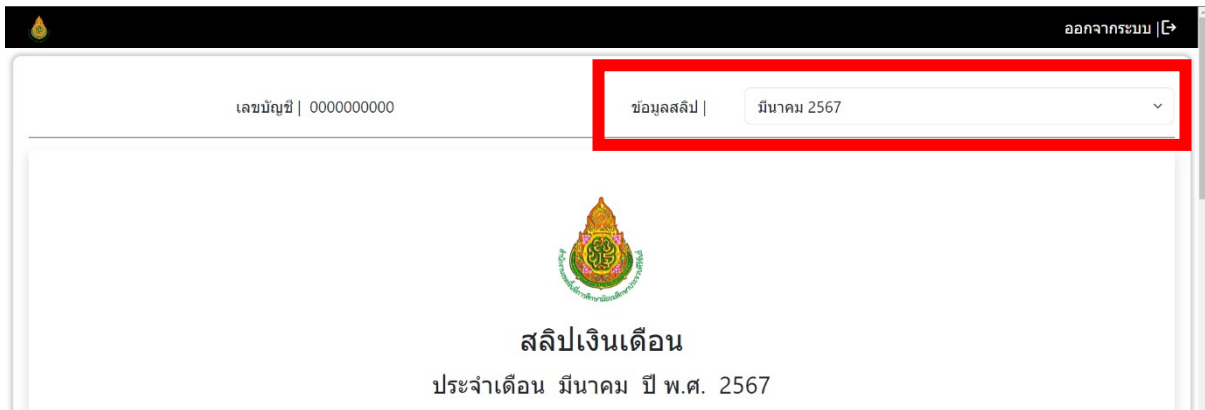 ออกจากระบบ |
เลขบัญชี | 0000000000
ข้อมูลสลิป | มีนาคม 2567
สลิปเงินเดือน
ประจำเดือน มีนาคม ปี พ.ศ. 2567